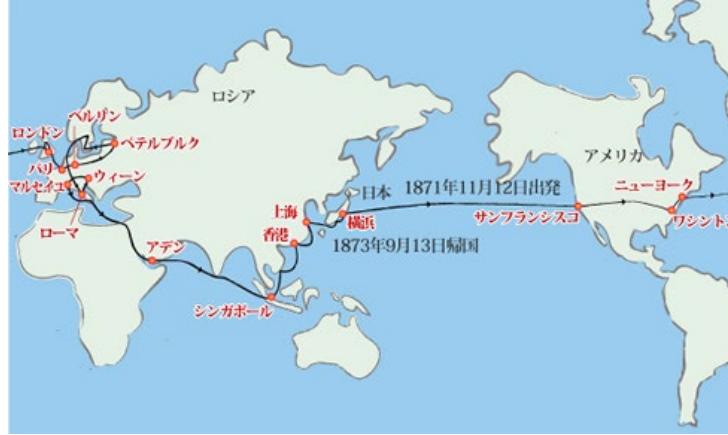 ロシア
ベルリン
ロンドン
ペテルブルク
パリ
ウィーン
マルセイユ
ローマ
アデン
シンガポール
上海
香港
日本
横浜
1871年11月12日出発
1873年9月13日帰国
サンフランシスコ
アメリカ
ニューヨーク
ワシント